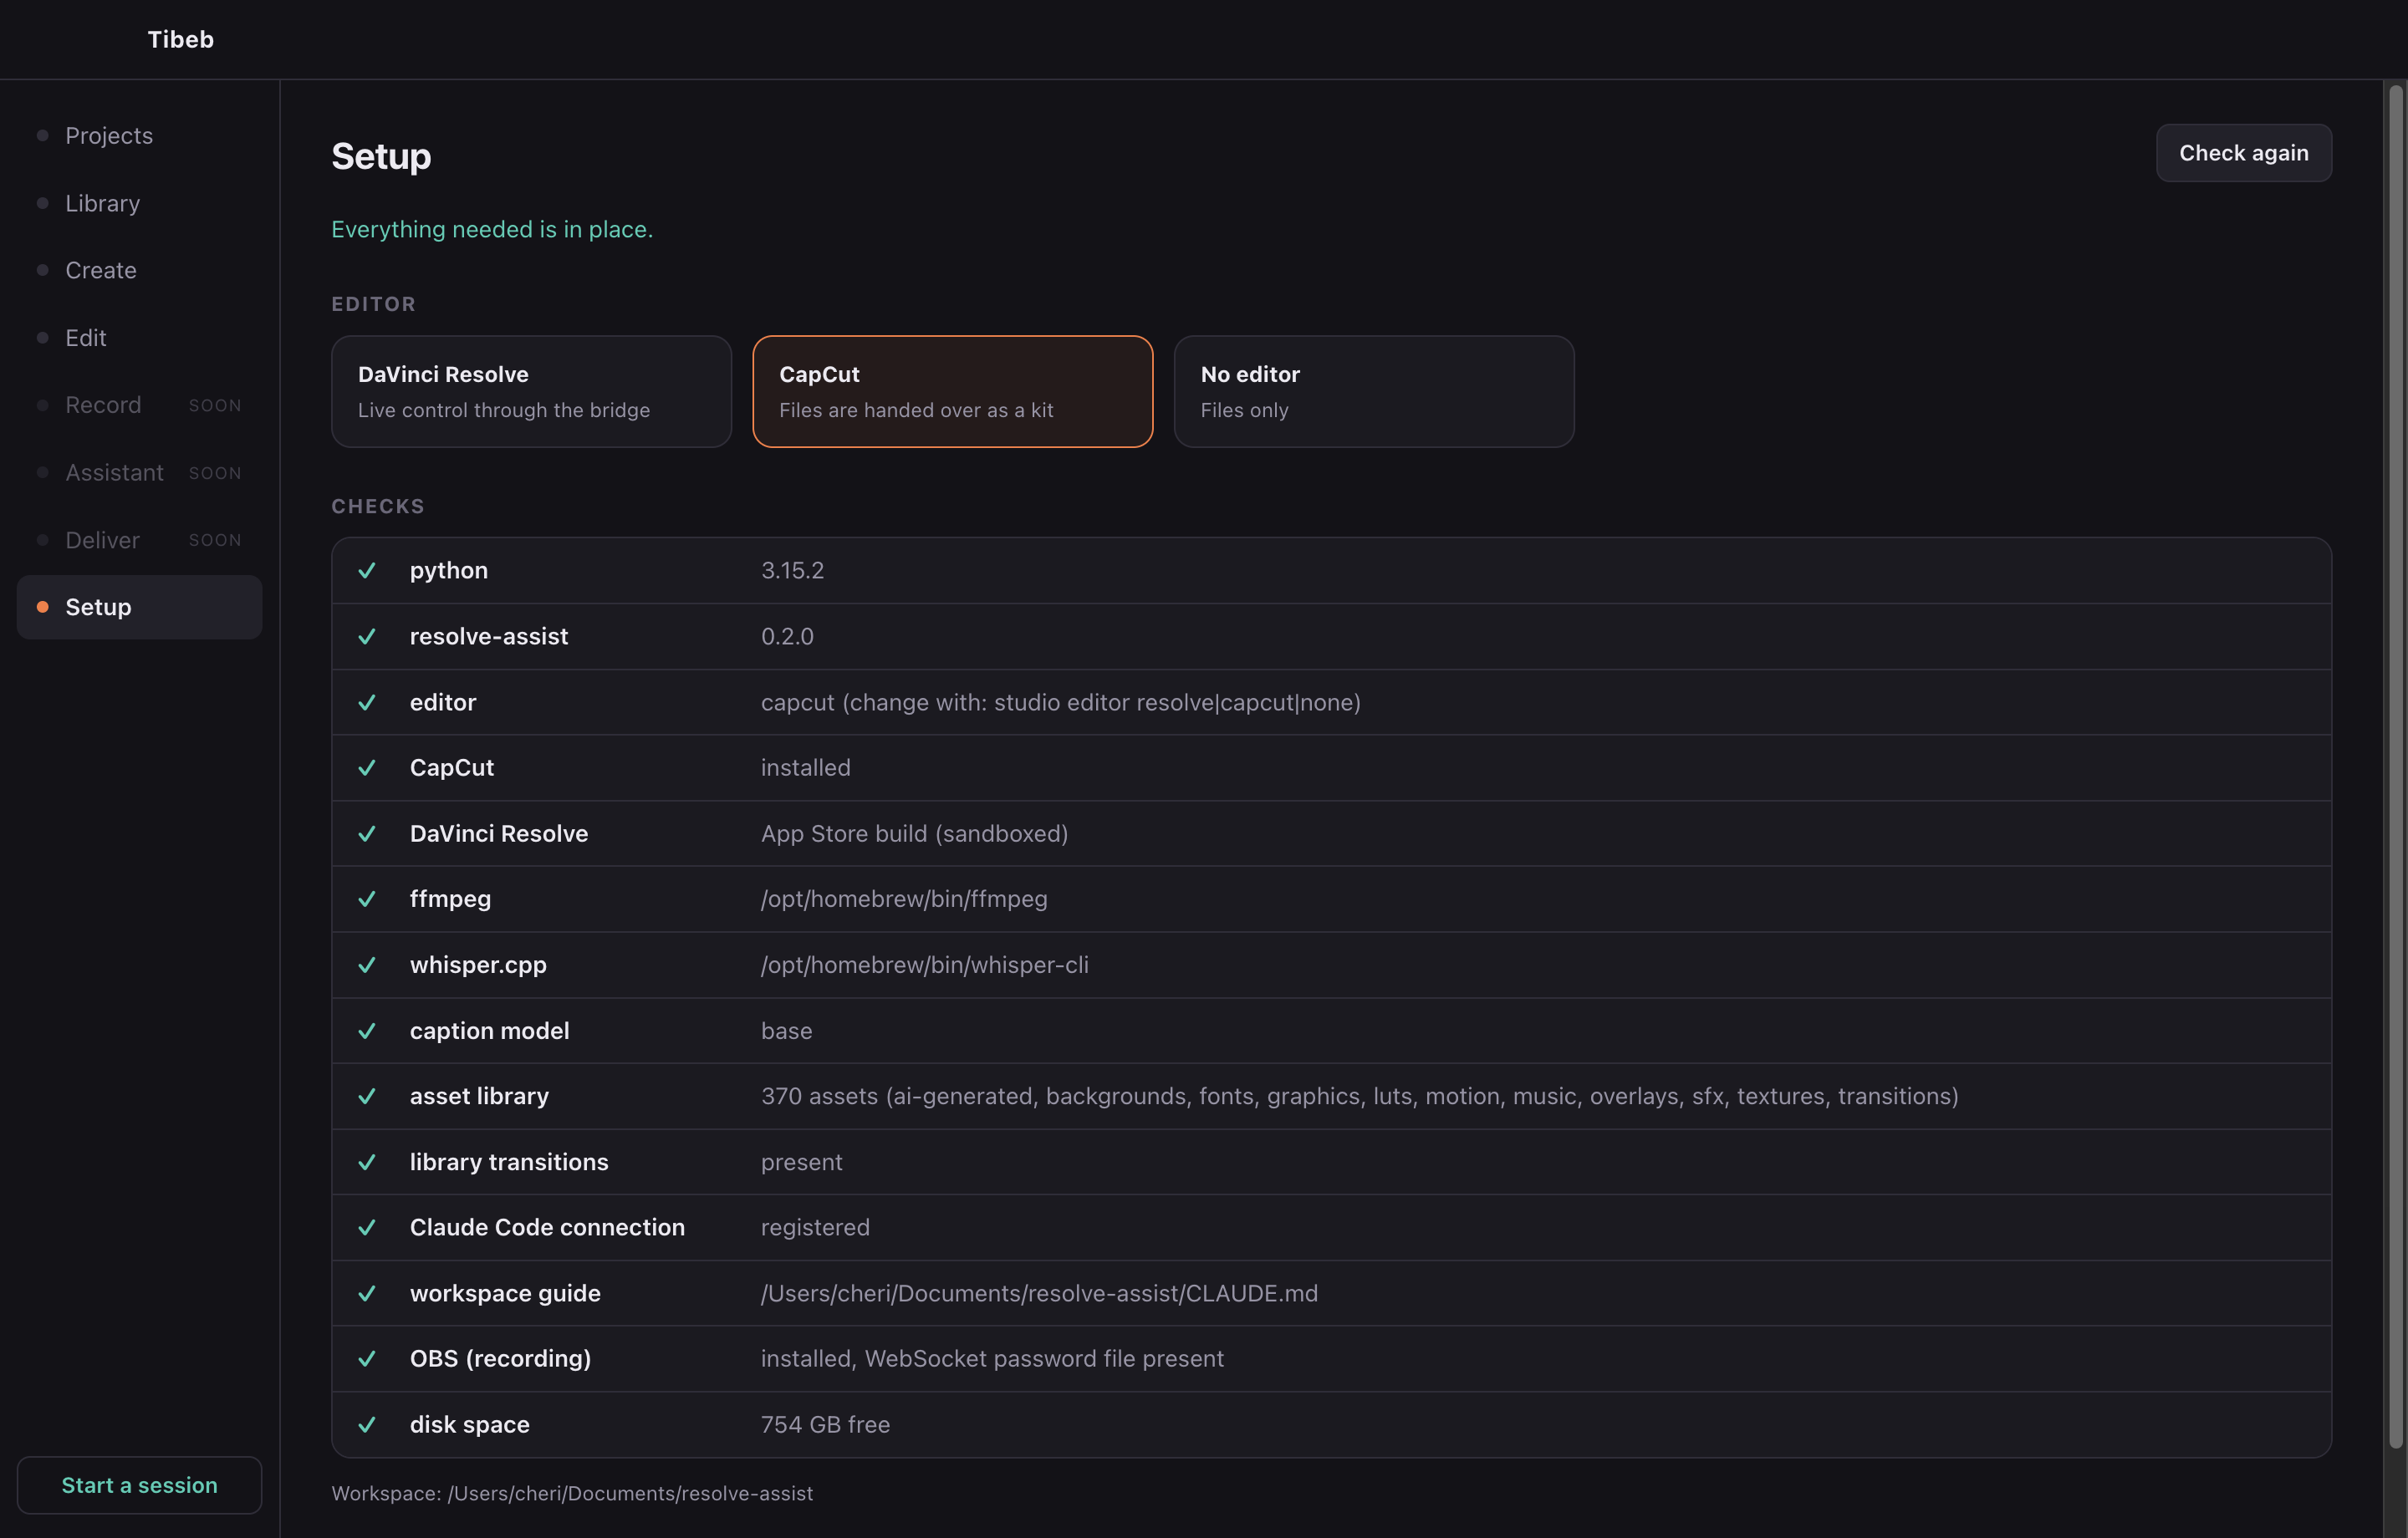 Tibeb
Projects
Library
Create
Edit
Record SOON
Assistant SOON
Deliver SOON
Setup
Start a session
Setup
Check again
Everything needed is in place.
EDITOR
DaVinci Resolve
Live control through the bridge
CapCut
Files are handed over as a kit
No editor
Files only
CHECKS
python 3.15.2
resolve-assist 0.2.0
editor capcut (change with: studio editor resolve|capcut|none)
CapCut installed
DaVinci Resolve App Store build (sandboxed)
ffmpeg /opt/homebrew/bin/ffmpeg
whisper.cpp /opt/homebrew/bin/whisper-cli
caption model base
asset library 370 assets (ai-generated, backgrounds, fonts, graphics, luts, motion, music, overlays, sfx, textures, transitions)
library transitions present
Claude Code connection registered
workspace guide /Users/cheri/Documents/resolve-assist/CLAUDE.md
OBS (recording) installed, WebSocket password file present
disk space 754 GB free
Workspace: /Users/cheri/Documents/resolve-assist